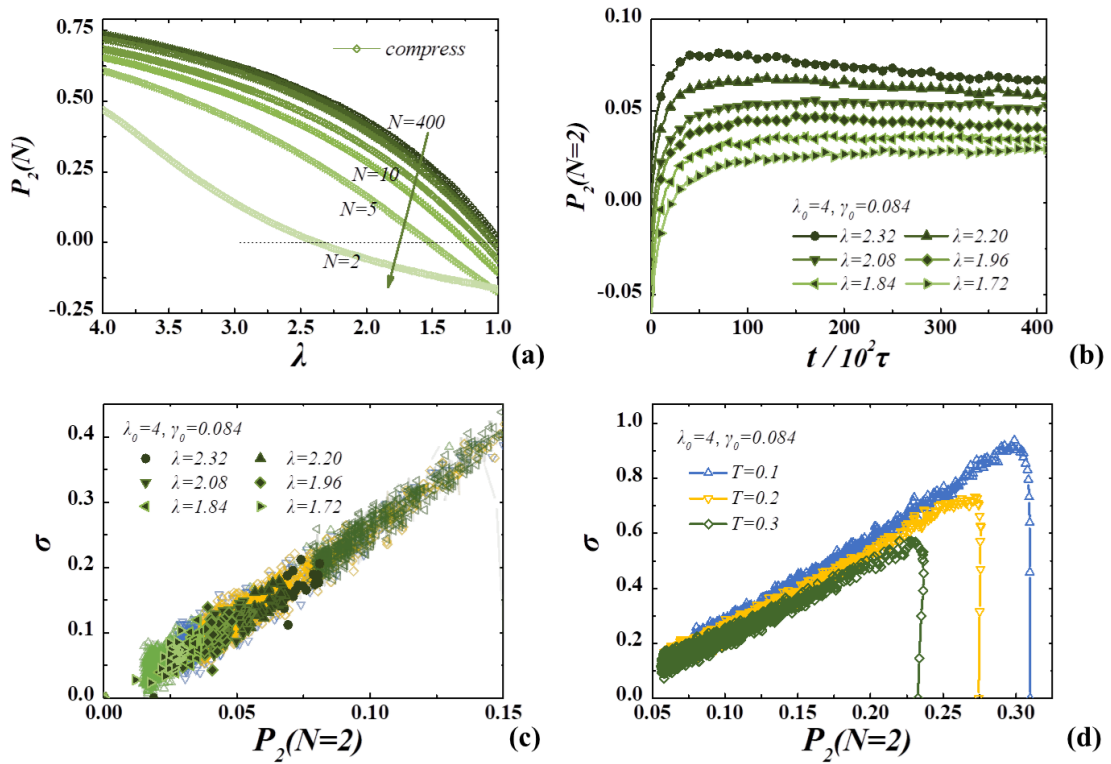 0.75
0.50
0.25
0.00
-0.25
P₂(N)
compress
N=400
N=10
N=5
N=2
4.0 3.5 3.0 2.5 2.0 1.5 1.0
λ
(a)
0.10
0.05
0.00
-0.05
P₂(N=2)
λ₀=4, γ₀=0.084
λ=2.32 λ=2.20
λ=2.08 λ=1.96
λ=1.84 λ=1.72
0 100 200 300 400
t / 10²τ
(b)
0.4
0.2
0.1
0.0
σ
λ₀=4, γ₀=0.084
λ=2.32 λ=2.20
λ=2.08 λ=1.96
λ=1.84 λ=1.72
0.00 0.05 0.10 0.15
P₂(N=2)
(c)
1.0
0.8
0.6
0.4
0.2
0.0
σ
λ₀=4, γ₀=0.084
T=0.1
T=0.2
T=0.3
0.05 0.10 0.15 0.20 0.25 0.30
P₂(N=2)
(d)